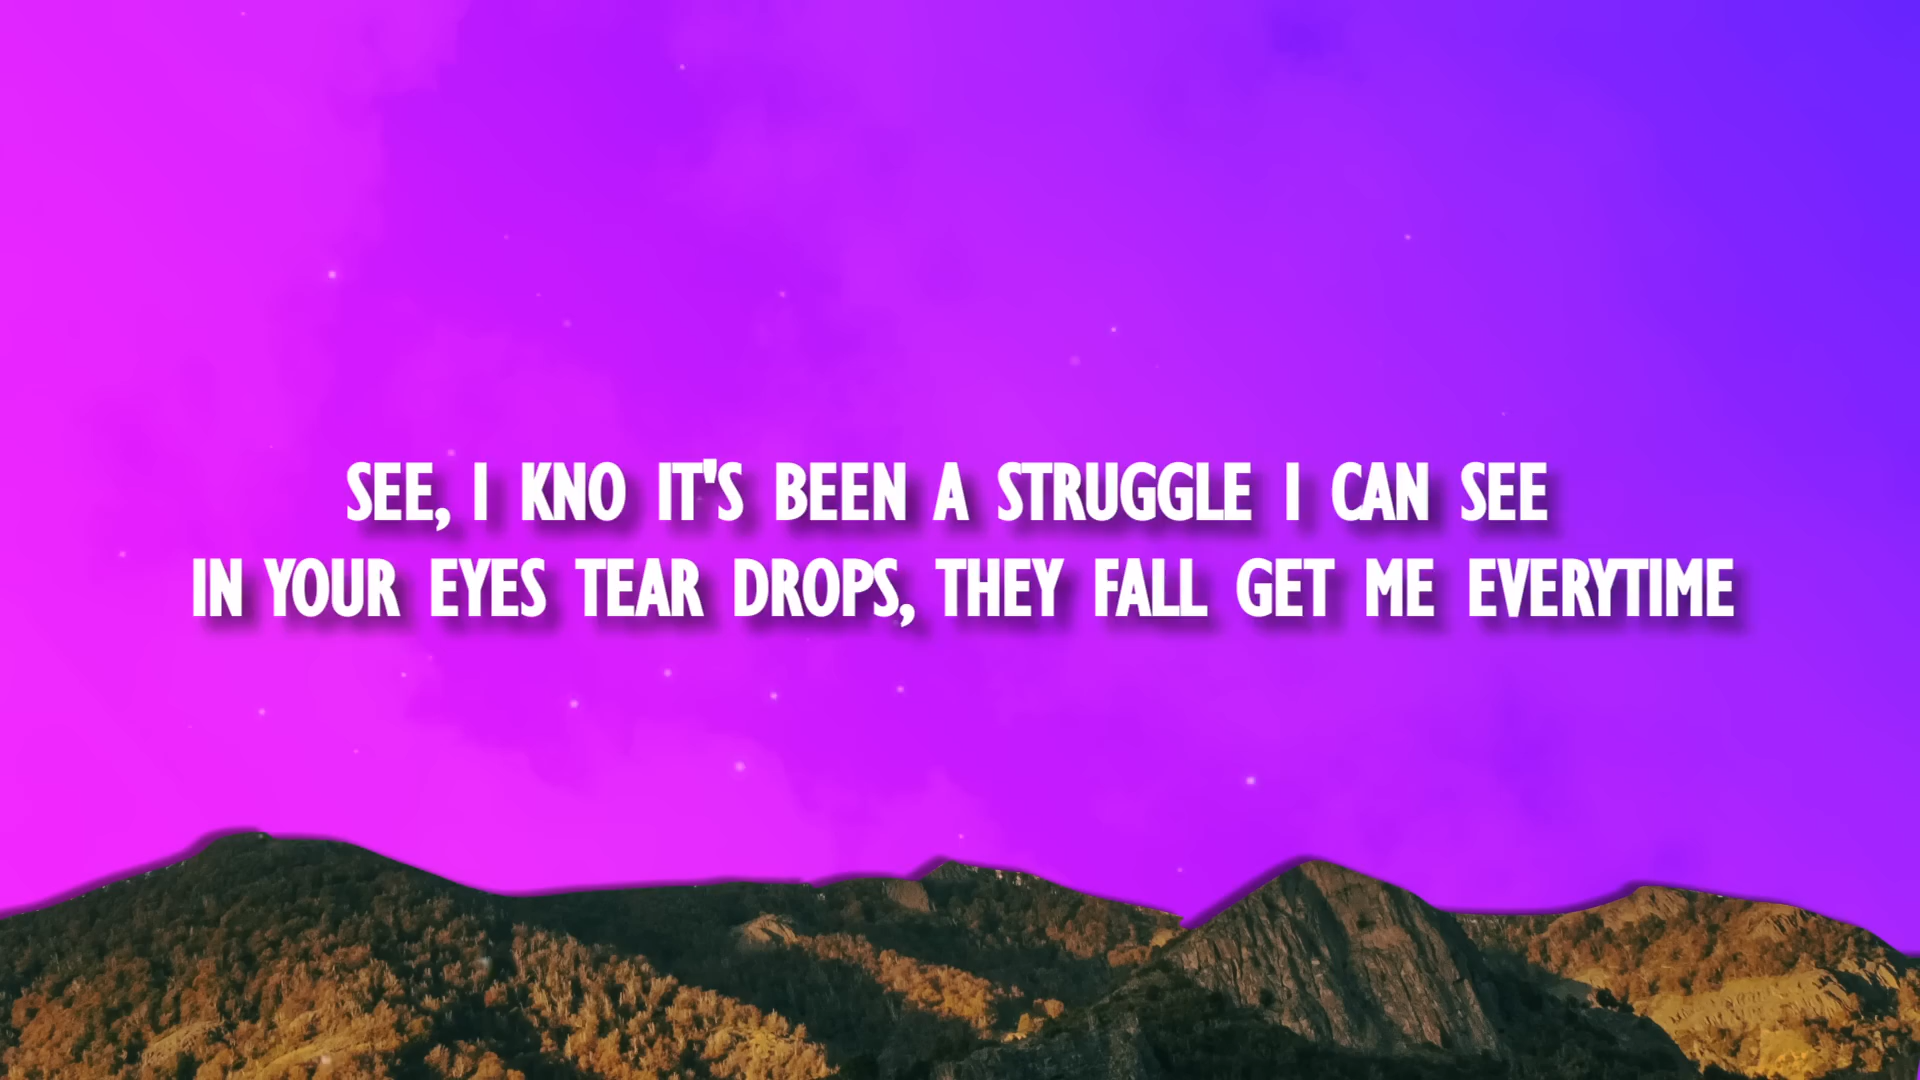 SEE, I KNO IT'S BEEN A STRUGGLE I CAN SEE
IN YOUR EYES TEAR DROPS, THEY FALL GET ME EVERYTIME